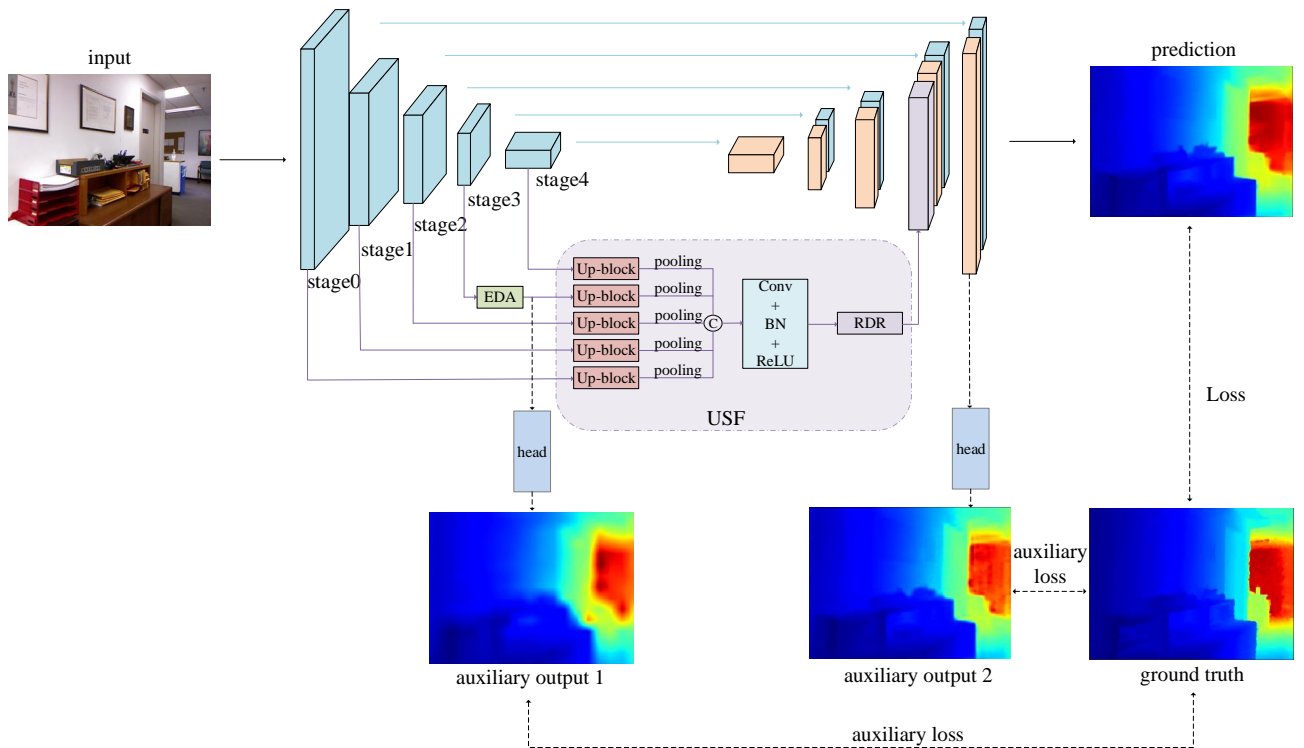 input
prediction
stage4
stage3
stage2
stage1
stage0
Up-block
pooling
EDA
Up-block
pooling
Up-block
pooling
C
Up-block
pooling
Up-block
pooling
Conv
+
BN
+
ReLU
RDR
USF
Loss
head
head
auxiliary
loss
auxiliary output 1
auxiliary output 2
ground truth
auxiliary loss